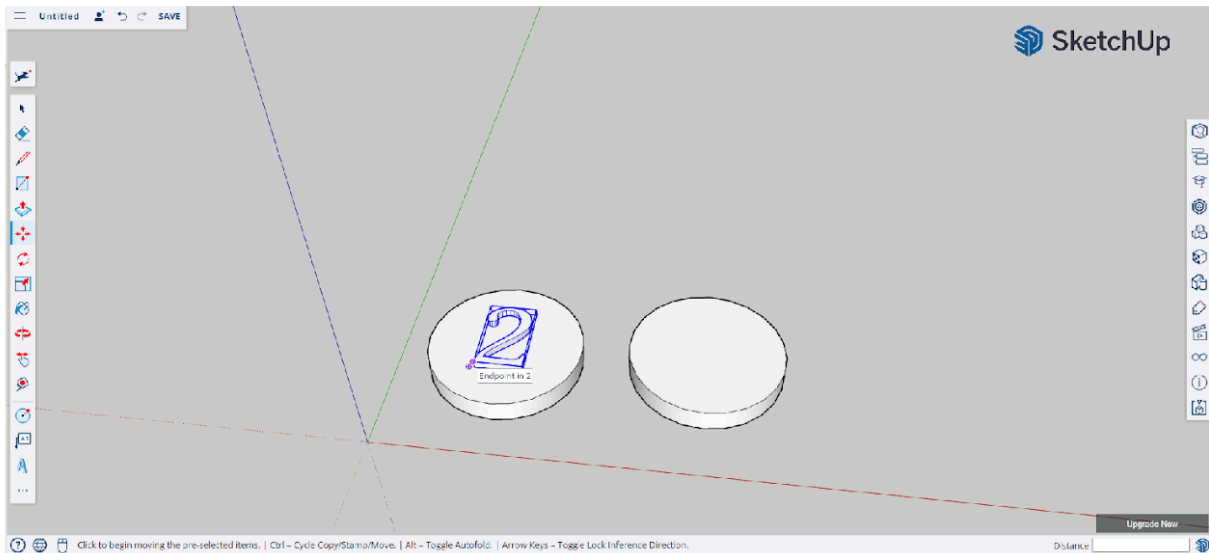 Untitled SAVE
SketchUp
2
Endpoint in 2
Upgrade Now
Click to begin moving the pre-selected items. | Ctrl – Cycle Copy/Stamp/Move. | Alt – Toggle Autofold. | Arrow Keys – Toggle Lock Inference Direction.
Distance